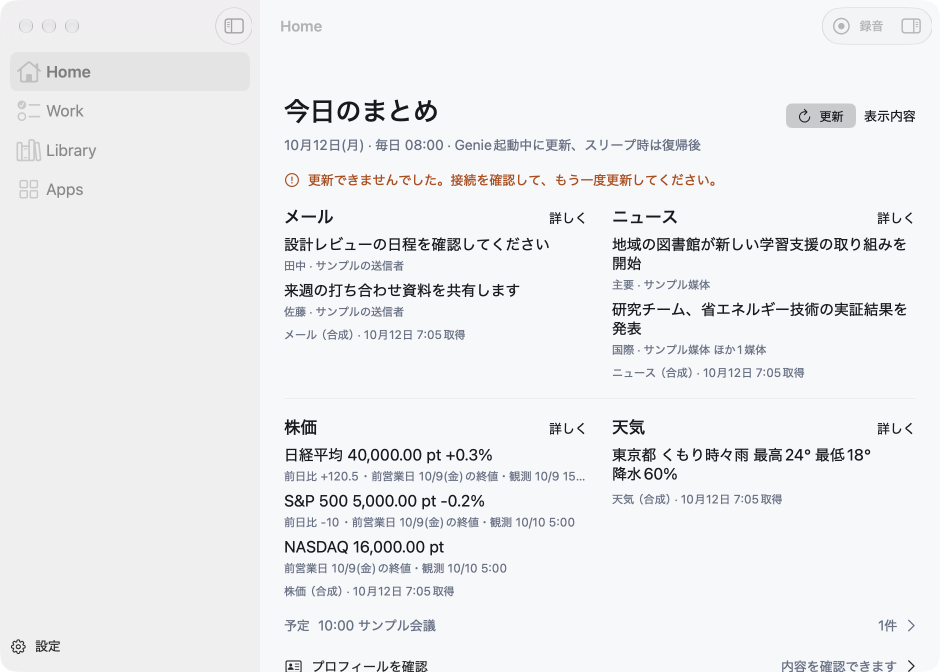 Home
録音
Home
Work
Library
Apps
設定
今日のまとめ
更新
表示内容
10月12日(月) · 毎日 08:00 · Genie起動中に更新、スリープ時は復帰後
更新できませんでした。接続を確認して、もう一度更新してください。
メール
詳しく
設計レビューの日程を確認してください
田中 · サンプルの送信者
来週の打ち合わせ資料を共有します
佐藤 · サンプルの送信者
メール（合成）· 10月12日 7:05取得
ニュース
詳しく
地域の図書館が新しい学習支援の取り組みを
開始
主要 · サンプル媒体
研究チーム、省エネルギー技術の実証結果を
発表
国際 · サンプル媒体 ほか1媒体
ニュース（合成）· 10月12日 7:05取得
株価
詳しく
日経平均 40,000.00 pt +0.3%
前日比 +120.5・前営業日 10/9(金)の終値・観測 10/9 15...
S&P 500 5,000.00 pt -0.2%
前日比 -10・前営業日 10/9(金)の終値・観測 10/10 5:00
NASDAQ 16,000.00 pt
前営業日 10/9(金)の終値・観測 10/10 5:00
株価（合成）· 10月12日 7:05取得
天気
詳しく
東京都 くもり時々雨 最高24° 最低18°
降水60%
天気（合成）· 10月12日 7:05取得
予定 10:00 サンプル会議
1件
プロフィールを確認
内容を確認できます